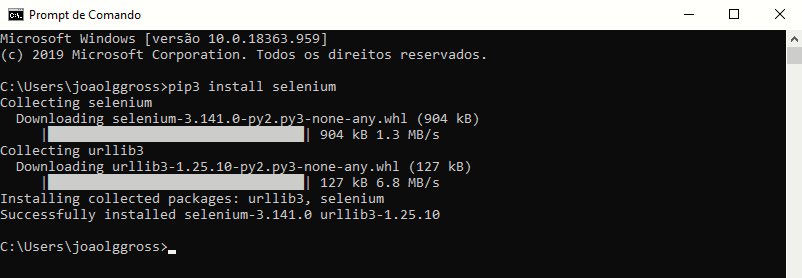 Prompt de Comando
Microsoft Windows [versão 10.0.18363.959]
(c) 2019 Microsoft Corporation. Todos os direitos reservados.
C:\Users\joaolggross>pip3 install selenium
Collecting selenium
Downloading selenium-3.141.0-py2.py3-none-any.whl (904 kB)
|████████████████████████████████| 904 kB 1.3 MB/s
Collecting urllib3
Downloading urllib3-1.25.10-py2.py3-none-any.whl (127 kB)
|████████████████████████████████| 127 kB 6.8 MB/s
Installing collected packages: urllib3, selenium
Successfully installed selenium-3.141.0 urllib3-1.25.10
C:\Users\joaolggross>_